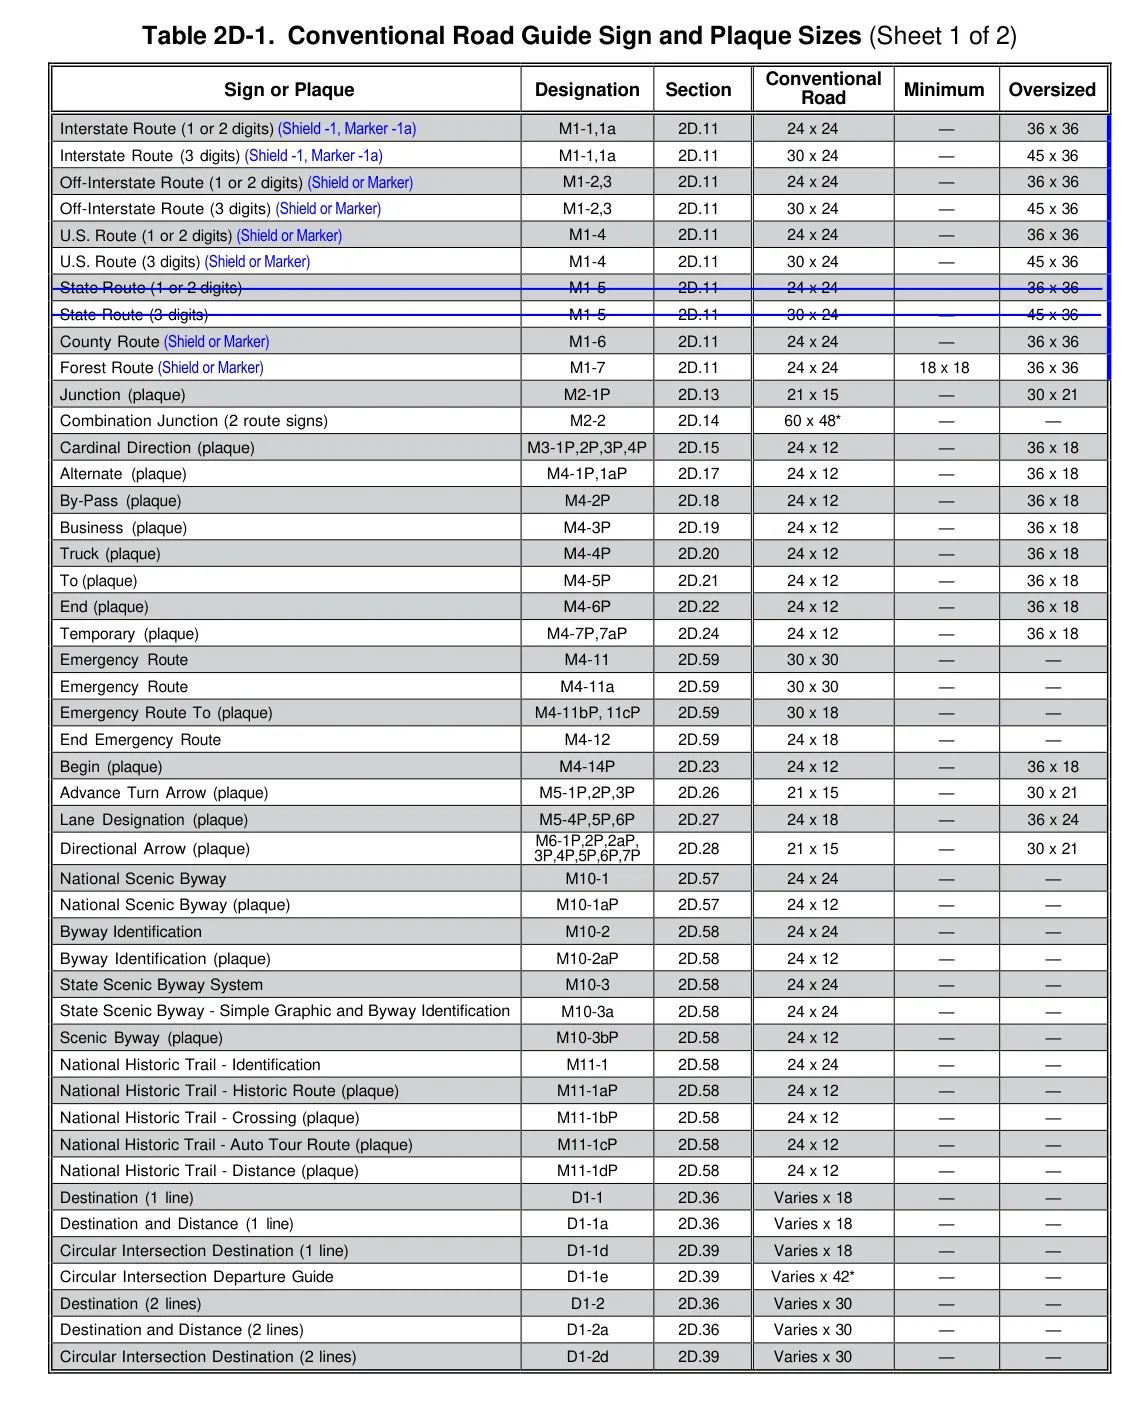 Table 2D-1. Conventional Road Guide Sign and Plaque Sizes (Sheet 1 of 2)
Sign or Plaque Designation Section Conventional Road Minimum Oversized
Interstate Route (1 or 2 digits) (Shield -1, Marker -1a) M1-1,1a 2D.11 24 x 24 — 36 x 36
Interstate Route (3 digits) (Shield -1, Marker -1a) M1-1,1a 2D.11 30 x 24 — 45 x 36
Off-Interstate Route (1 or 2 digits) (Shield or Marker) M1-2,3 2D.11 24 x 24 — 36 x 36
Off-Interstate Route (3 digits) (Shield or Marker) M1-2,3 2D.11 30 x 24 — 45 x 36
U.S. Route (1 or 2 digits) (Shield or Marker) M1-4 2D.11 24 x 24 — 36 x 36
U.S. Route (3 digits) (Shield or Marker) M1-4 2D.11 30 x 24 — 45 x 36
State Route (1 or 2 digits) M1-5 2D.11 24 x 24 — 36 x 36
State Route (3 digits) M1-5 2D.11 30 x 24 — 45 x 36
County Route (Shield or Marker) M1-6 2D.11 24 x 24 — 36 x 36
Forest Route (Shield or Marker) M1-7 2D.11 24 x 24 18 x 18 36 x 36
Junction (plaque) M2-1P 2D.13 21 x 15 — 30 x 21
Combination Junction (2 route signs) M2-2 2D.14 60 x 48* — —
Cardinal Direction (plaque) M3-1P,2P,3P,4P 2D.15 24 x 12 — 36 x 18
Alternate (plaque) M4-1P,1aP 2D.17 24 x 12 — 36 x 18
By-Pass (plaque) M4-2P 2D.18 24 x 12 — 36 x 18
Business (plaque) M4-3P 2D.19 24 x 12 — 36 x 18
Truck (plaque) M4-4P 2D.20 24 x 12 — 36 x 18
To (plaque) M4-5P 2D.21 24 x 12 — 36 x 18
End (plaque) M4-6P 2D.22 24 x 12 — 36 x 18
Temporary (plaque) M4-7P,7aP 2D.24 24 x 12 — 36 x 18
Emergency Route M4-11 2D.59 30 x 30 — —
Emergency Route M4-11a 2D.59 30 x 30 — —
Emergency Route To (plaque) M4-11bP, 11cP 2D.59 30 x 18 — —
End Emergency Route M4-12 2D.59 24 x 18 — —
Begin (plaque) M4-14P 2D.23 24 x 12 — 36 x 18
Advance Turn Arrow (plaque) M5-1P,2P,3P 2D.26 21 x 15 — 30 x 21
Lane Designation (plaque) M5-4P,5P,6P 2D.27 24 x 18 — 36 x 24
Directional Arrow (plaque) M6-1P,2P,2aP, 3P,4P,5P,6P,7P 2D.28 21 x 15 — 30 x 21
National Scenic Byway M10-1 2D.57 24 x 24 — —
National Scenic Byway (plaque) M10-1aP 2D.57 24 x 12 — —
Byway Identification M10-2 2D.58 24 x 24 — —
Byway Identification (plaque) M10-2aP 2D.58 24 x 12 — —
State Scenic Byway System M10-3 2D.58 24 x 24 — —
State Scenic Byway - Simple Graphic and Byway Identification M10-3a 2D.58 24 x 24 — —
Scenic Byway (plaque) M10-3bP 2D.58 24 x 12 — —
National Historic Trail - Identification M11-1 2D.58 24 x 24 — —
National Historic Trail - Historic Route (plaque) M11-1aP 2D.58 24 x 12 — —
National Historic Trail - Crossing (plaque) M11-1bP 2D.58 24 x 12 — —
National Historic Trail - Auto Tour Route (plaque) M11-1cP 2D.58 24 x 12 — —
National Historic Trail - Distance (plaque) M11-1dP 2D.58 24 x 12 — —
Destination (1 line) D1-1 2D.36 Varies x 18 — —
Destination and Distance (1 line) D1-1a 2D.36 Varies x 18 — —
Circular Intersection Destination (1 line) D1-1d 2D.39 Varies x 18 — —
Circular Intersection Departure Guide D1-1e 2D.39 Varies x 42* — —
Destination (2 lines) D1-2 2D.36 Varies x 30 — —
Destination and Distance (2 lines) D1-2a 2D.36 Varies x 30 — —
Circular Intersection Destination (2 lines) D1-2d 2D.39 Varies x 30 — —